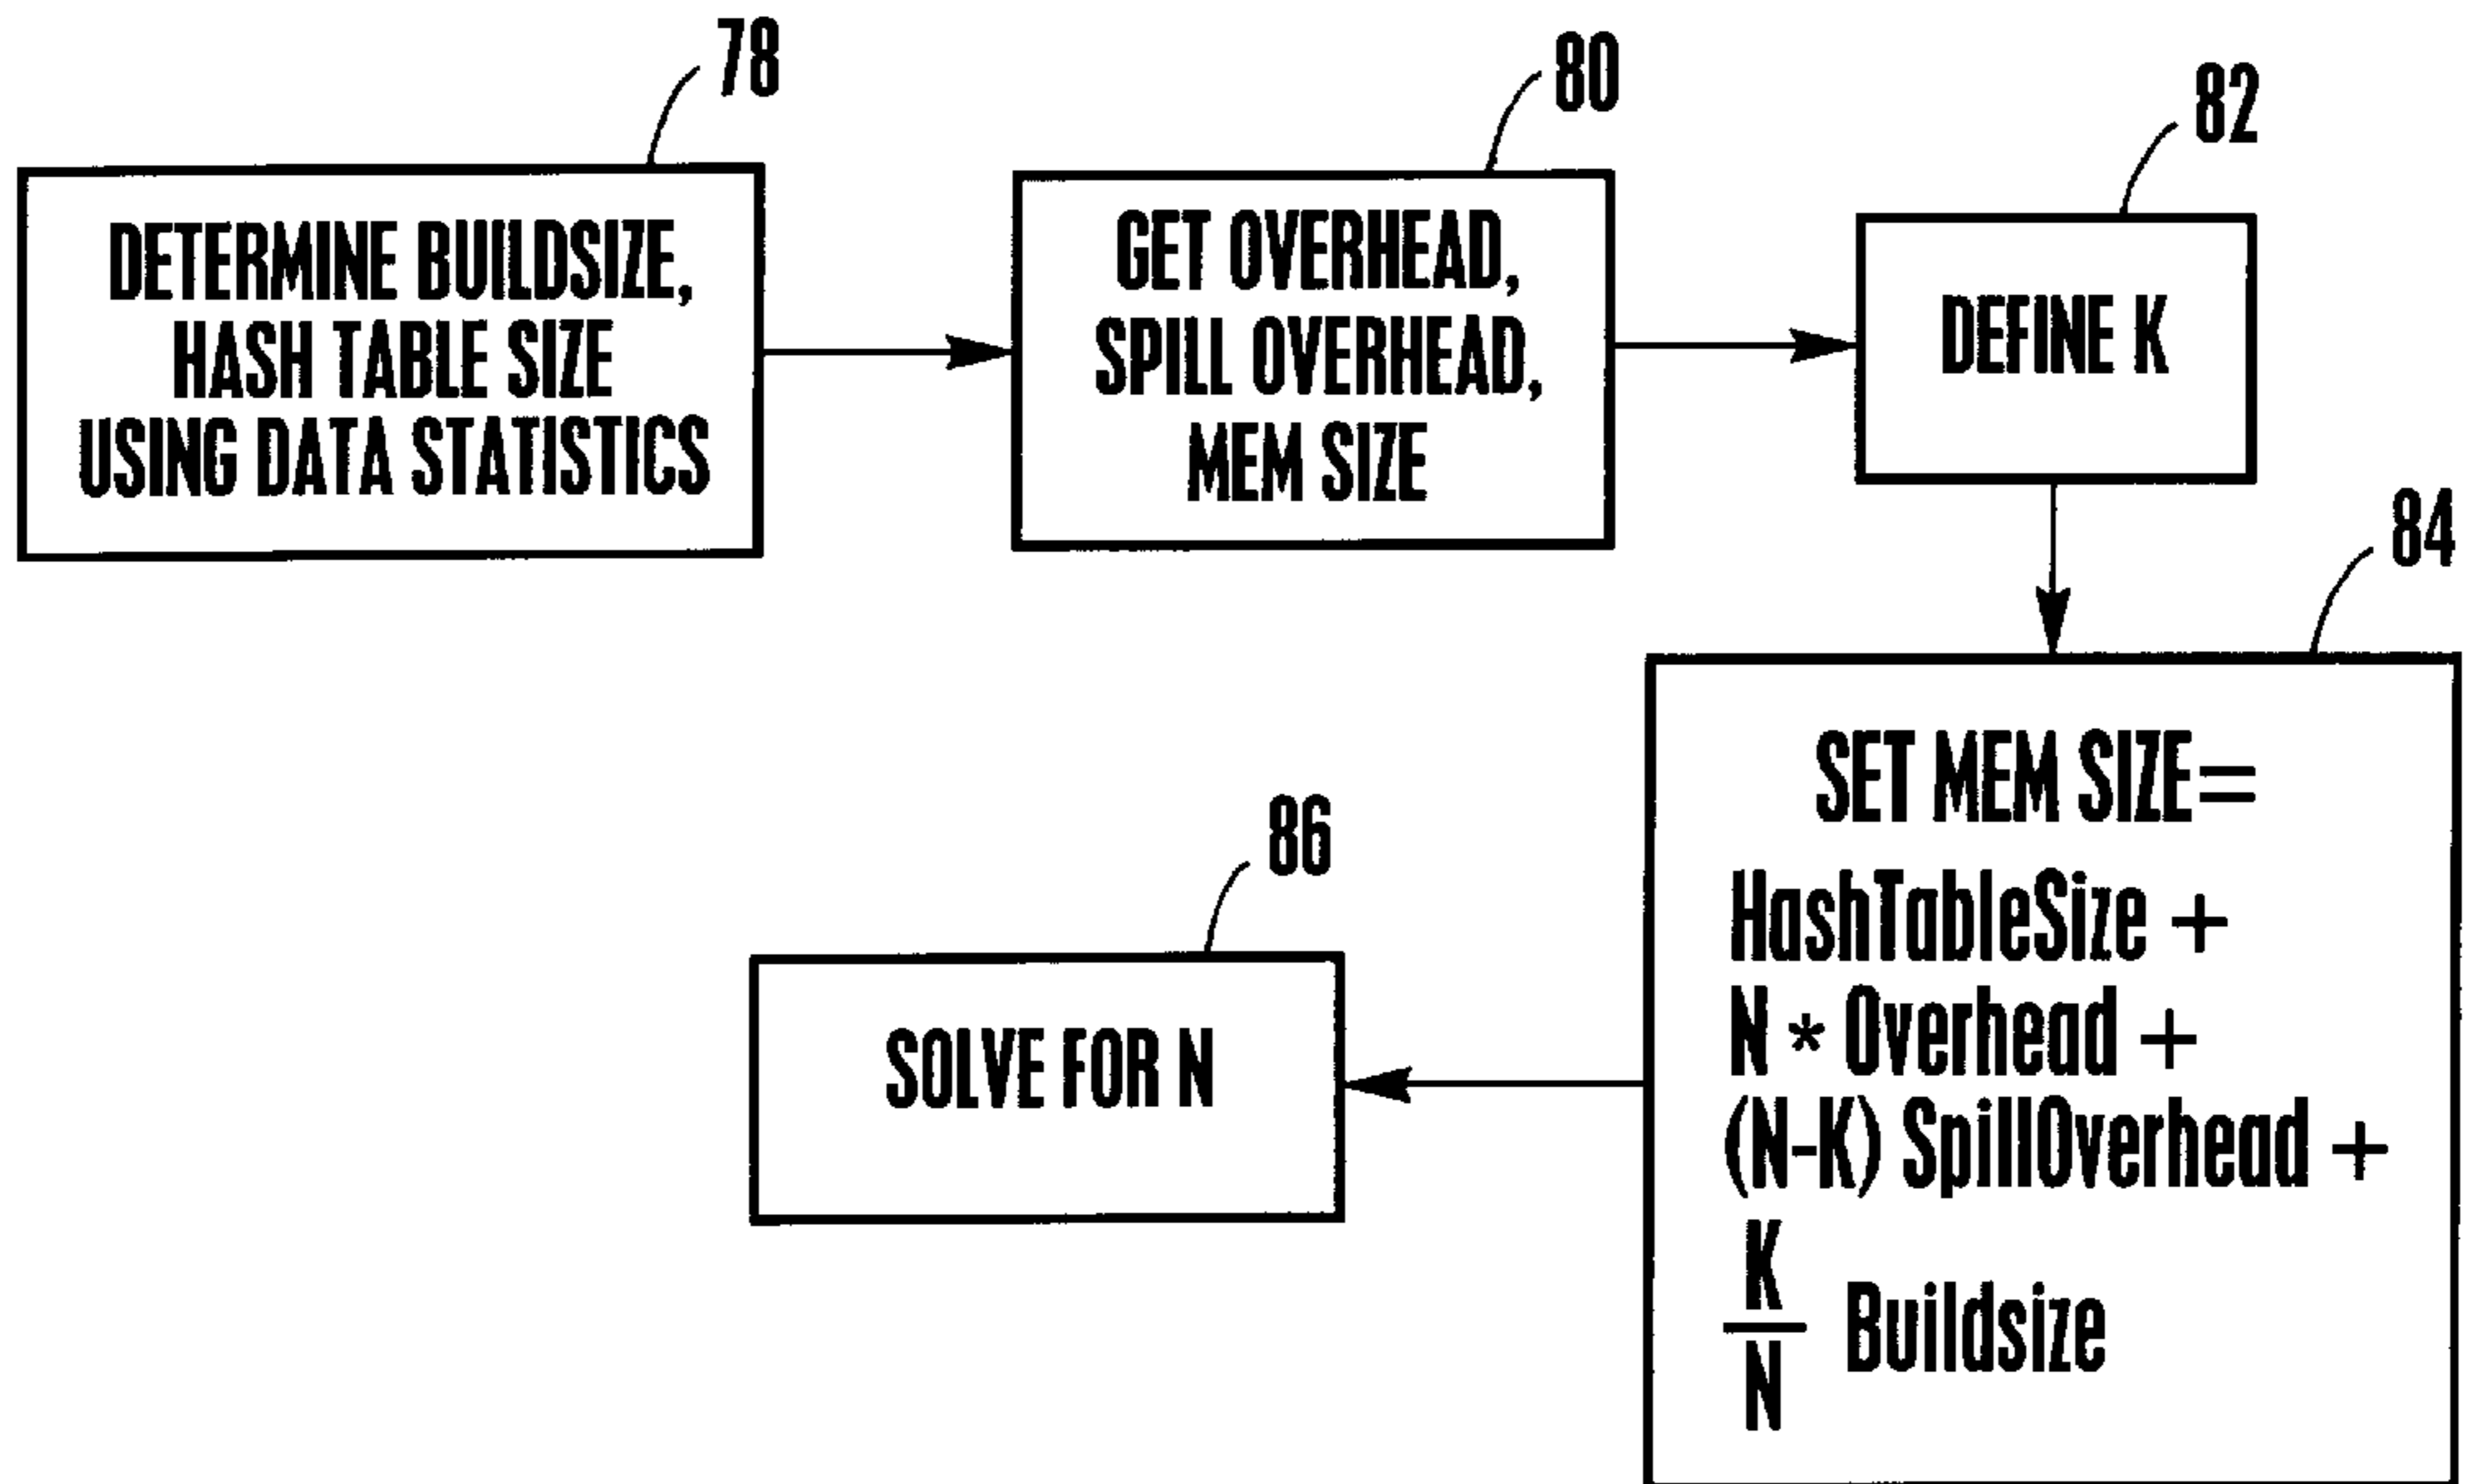 78
DETERMINE BUILDSIZE,
HASH TABLE SIZE
USING DATA STATISTICS
80
GET OVERHEAD,
SPILL OVERHEAD,
MEM SIZE
82
DEFINE K
84
SET MEM SIZE=
HashTableSize +
N * Overhead +
(N-K) SpillOverhead +
K
N
Buildsize
86
SOLVE FOR N